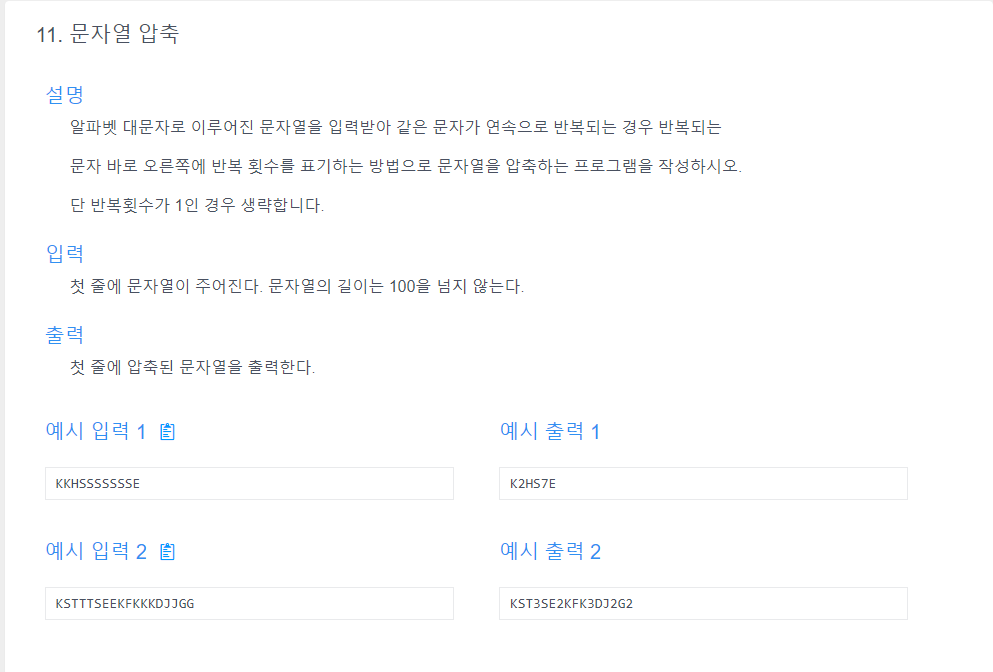 11. 문자열 압축
설명
알파벳 대문자로 이루어진 문자열을 입력받아 같은 문자가 연속으로 반복되는 경우 반복되는
문자 바로 오른쪽에 반복 횟수를 표기하는 방법으로 문자열을 압축하는 프로그램을 작성하시오.
단 반복횟수가 1인 경우 생략합니다.
입력
첫 줄에 문자열이 주어진다. 문자열의 길이는 100을 넘지 않는다.
출력
첫 줄에 압축된 문자열을 출력한다.
예시 입력 1
예시 출력 1
KKHSSSSSSSE
K2HS7E
예시 입력 2
예시 출력 2
KSTTTSEEKFKKKDJJGG
KST3SE2KFK3DJ2G2